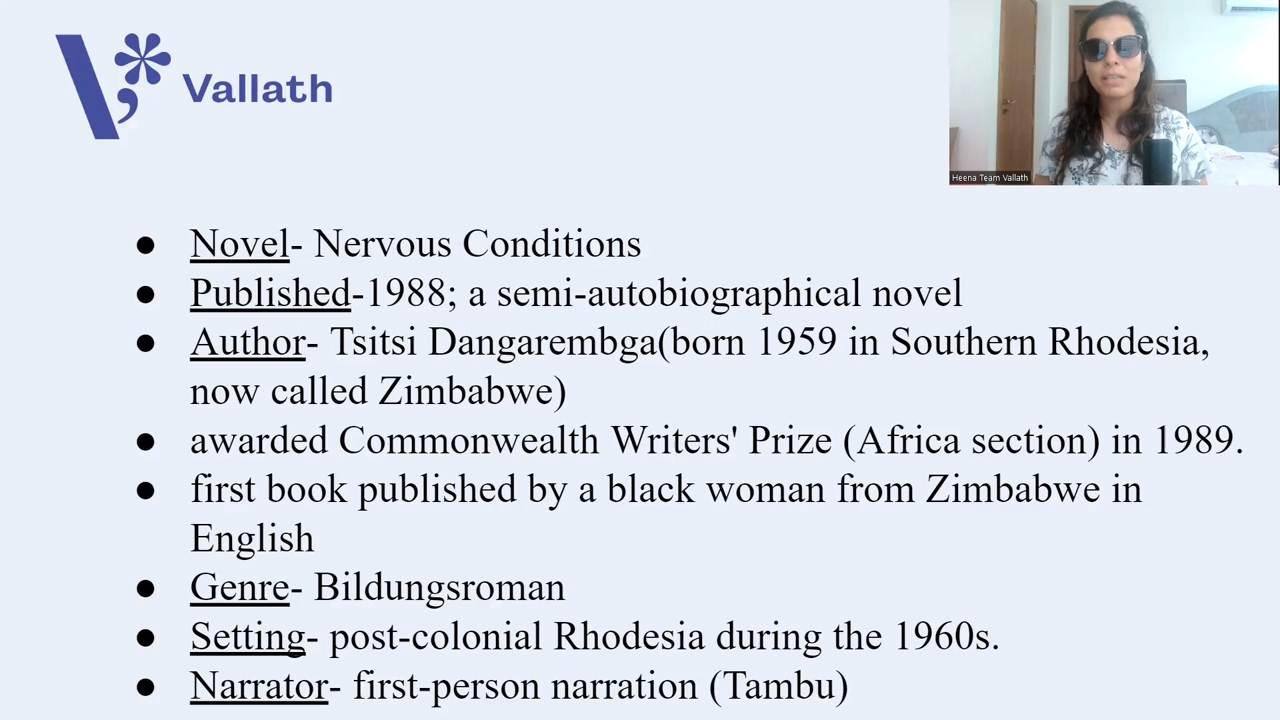 Vallath
Heena Team Vallath
● Novel- Nervous Conditions
● Published-1988; a semi-autobiographical novel
● Author- Tsitsi Dangarembga(born 1959 in Southern Rhodesia,
now called Zimbabwe)
● awarded Commonwealth Writers' Prize (Africa section) in 1989.
● first book published by a black woman from Zimbabwe in
English
● Genre- Bildungsroman
● Setting- post-colonial Rhodesia during the 1960s.
● Narrator- first-person narration (Tambu)